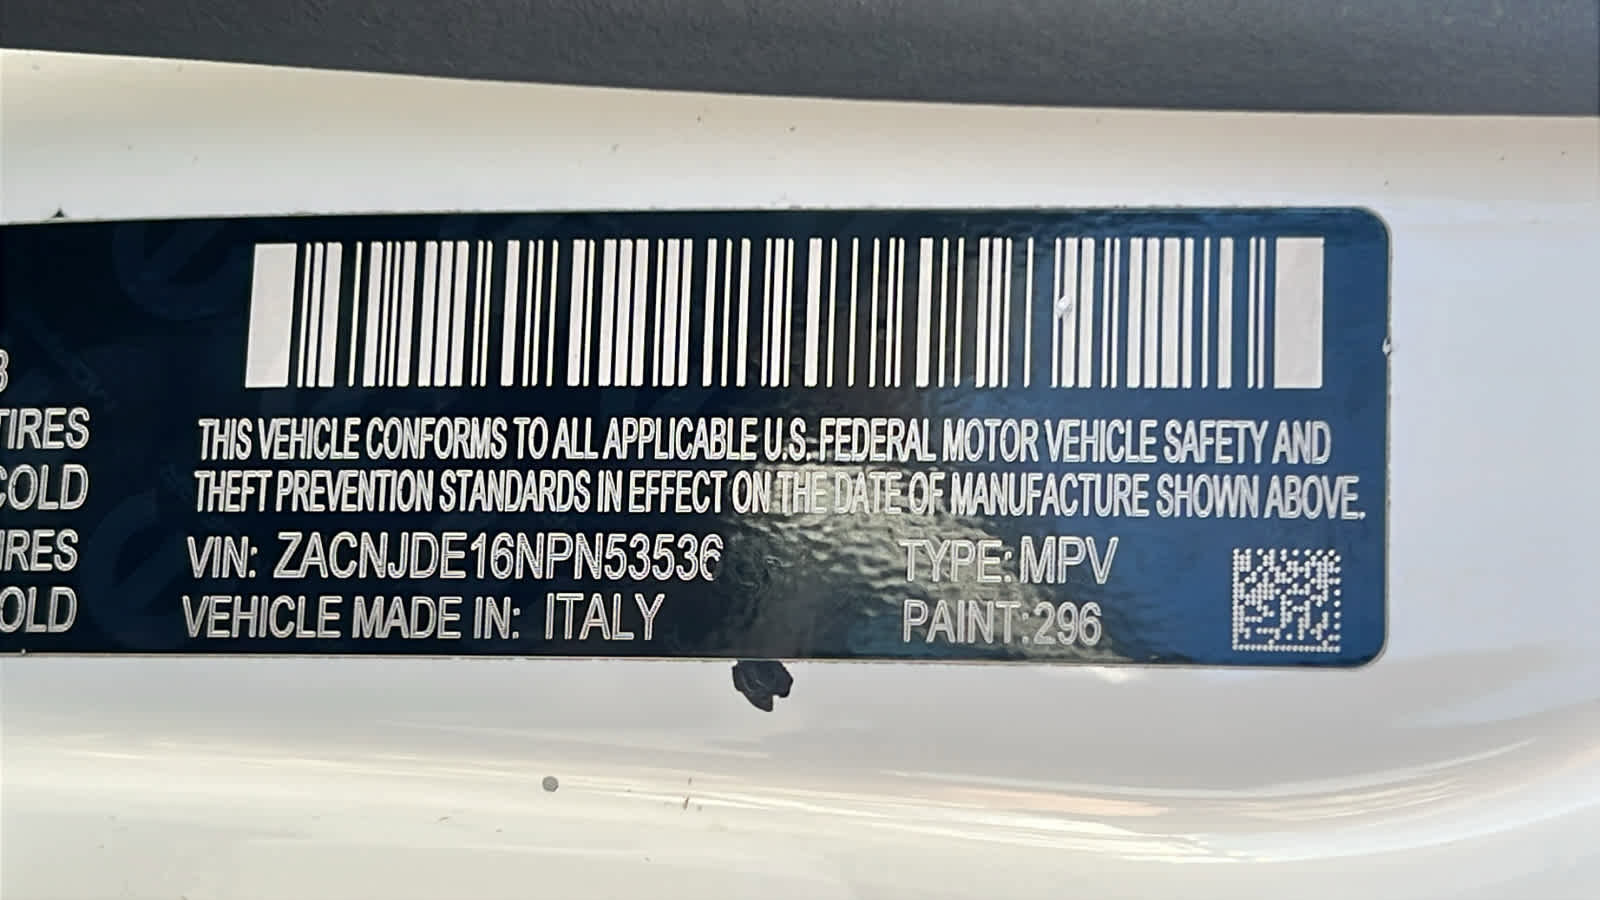 3
TIRES
COLD
IRES
OLD
THIS VEHICLE CONFORMS TO ALL APPLICABLE U.S. FEDERAL MOTOR VEHICLE SAFETY AND
THEFT PREVENTION STANDARDS IN EFFECT ON THE DATE OF MANUFACTURE SHOWN ABOVE.
VIN: ZACNJDE16NPN53536 TYPE: MPV
VEHICLE MADE IN: ITALY PAINT: 296